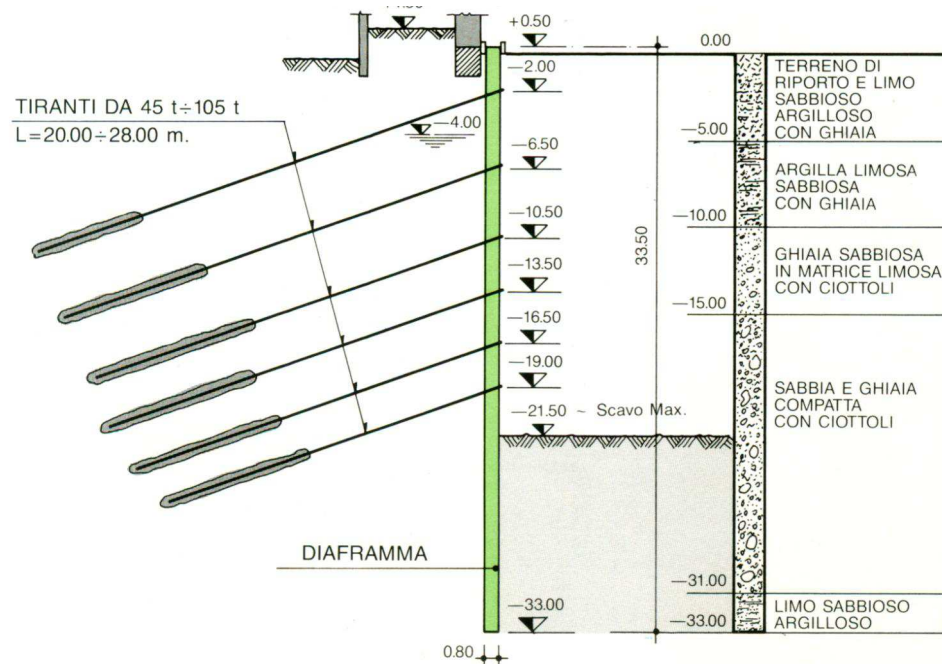 +0.50
0.00
−2.00
TERRENO DI
RIPORTO E LIMO
SABBIOSO
ARGILLOSO
CON GHIAIA
TIRANTI DA 45 t÷105 t
L=20.00÷28.00 m.
−4.00
−5.00
−6.50
ARGILLA LIMOSA
SABBIOSA
CON GHIAIA
−10.00
−10.50
33.50
GHIAIA SABBIOSA
IN MATRICE LIMOSA
CON CIOTTOLI
−13.50
−15.00
−16.50
−19.00
SABBIA E GHIAIA
COMPATTA
CON CIOTTOLI
−21.50 ~ Scavo Max.
DIAFRAMMA
−31.00
−33.00
LIMO SABBIOSO
ARGILLOSO
−33.00
0.80